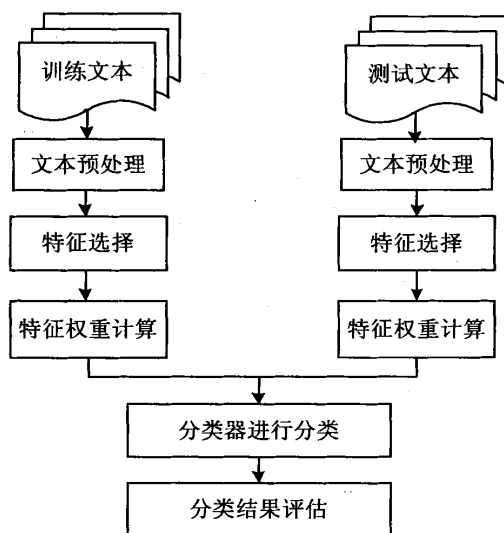 训练文本
测试文本
文本预处理
文本预处理
特征选择
特征选择
特征权重计算
特征权重计算
分类器进行分类
分类结果评估